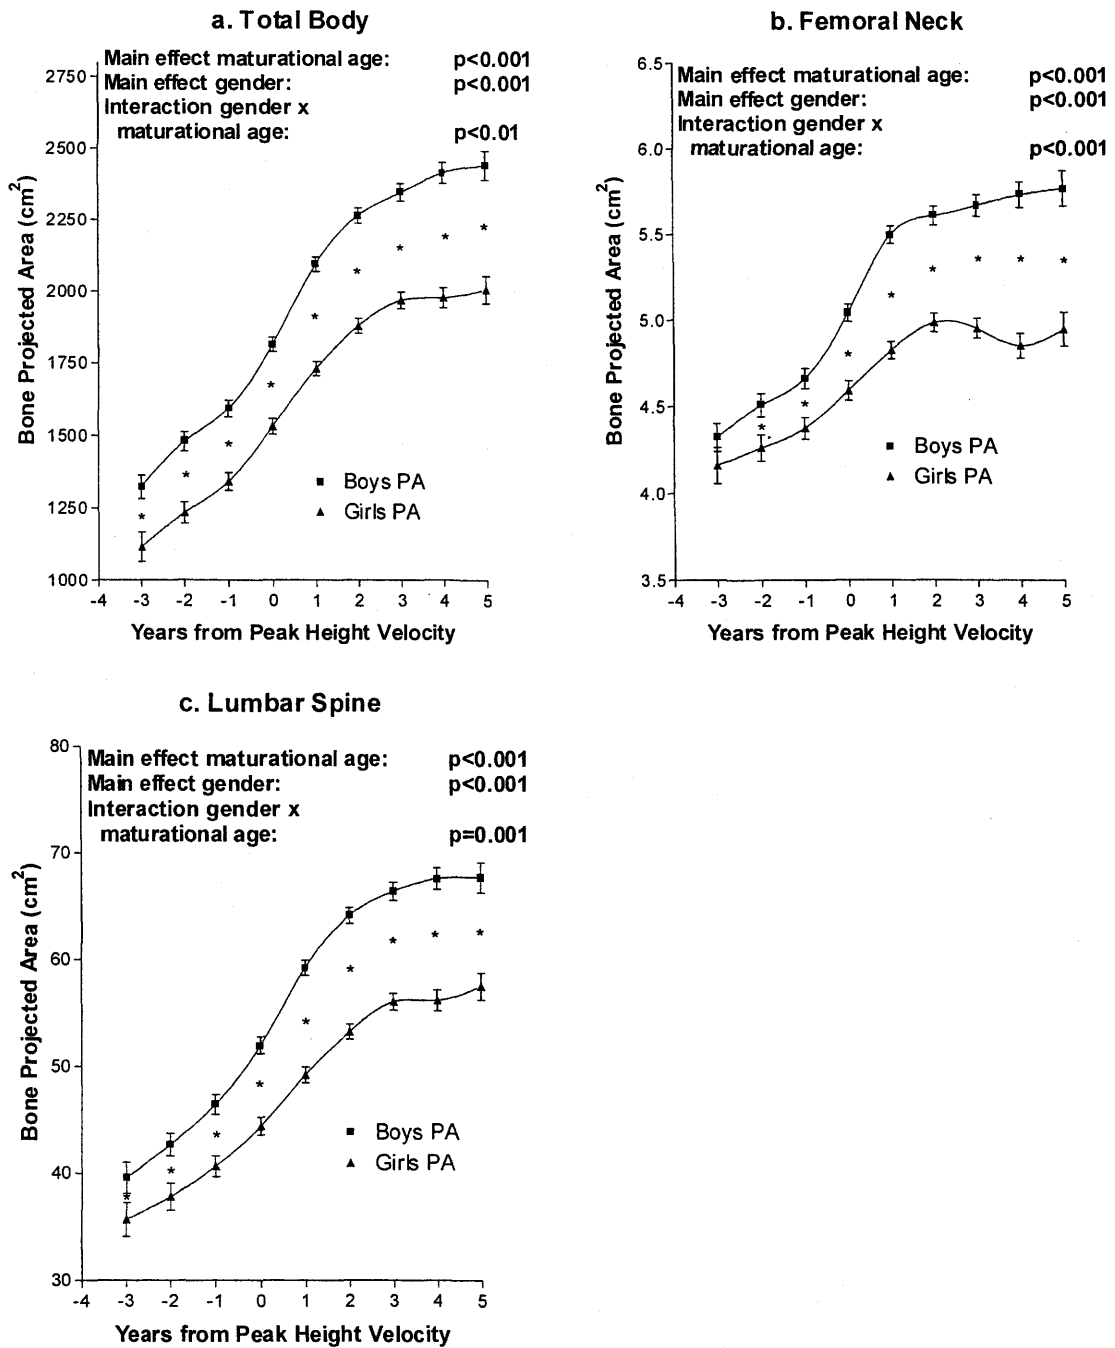 a. Total Body
Main effect maturational age: p<0.001
Main effect gender: p<0.001
Interaction gender x
maturational age: p<0.01
Bone Projected Area (cm²)
2750
2500
2250
2000
1750
1500
1250
1000
* * * * * * * * *
Boys PA
Girls PA
-4 -3 -2 -1 0 1 2 3 4 5
Years from Peak Height Velocity
b. Femoral Neck
Main effect maturational age: p<0.001
Main effect gender: p<0.001
Interaction gender x
maturational age: p<0.001
Bone Projected Area (cm²)
6.5
6.0
5.5
5.0
4.5
4.0
3.5
* * * * * * * *
Boys PA
Girls PA
-4 -3 -2 -1 0 1 2 3 4 5
Years from Peak Height Velocity
c. Lumbar Spine
Main effect maturational age: p<0.001
Main effect gender: p<0.001
Interaction gender x
maturational age: p=0.001
Bone Projected Area (cm²)
80
70
60
50
40
30
* * * * * * * * *
Boys PA
Girls PA
-4 -3 -2 -1 0 1 2 3 4 5
Years from Peak Height Velocity